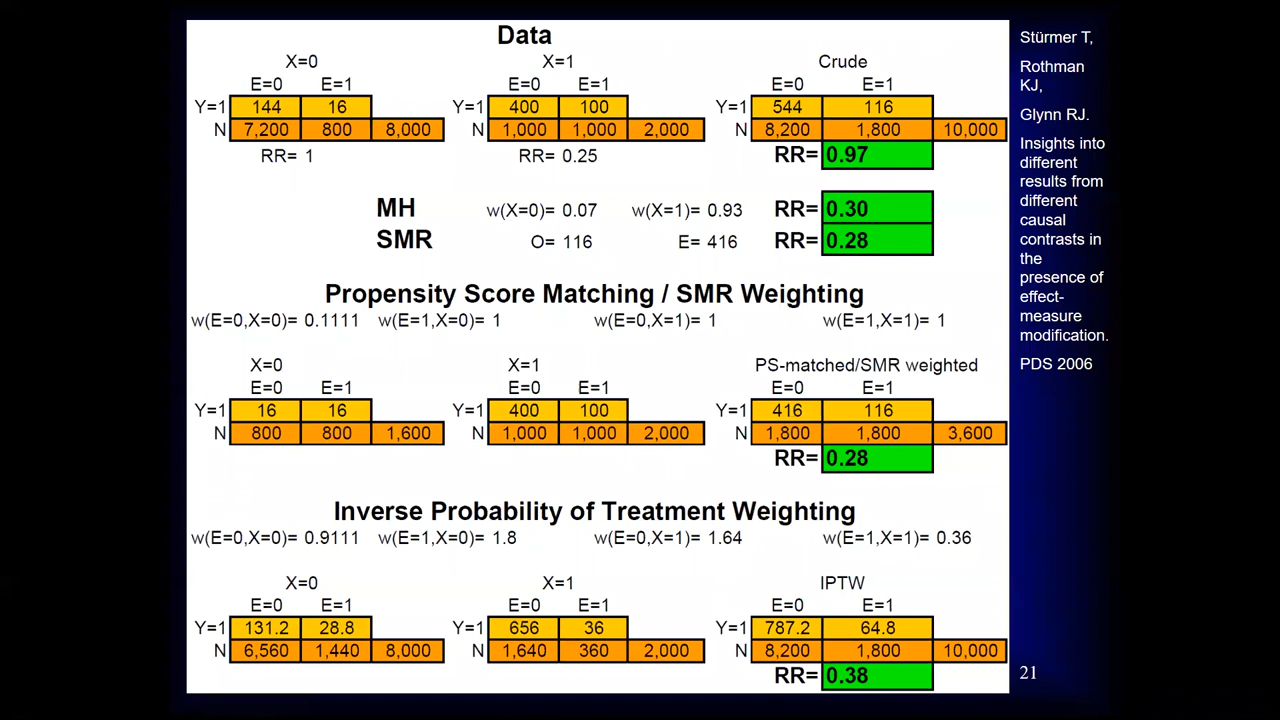 Data
X=0 X=1 Crude
E=0 E=1 E=0 E=1 E=0 E=1
Y=1 144 16 Y=1 400 100 Y=1 544 116
N 7,200 800 8,000 N 1,000 1,000 2,000 N 8,200 1,800 10,000
RR= 1 RR= 0.25 RR= 0.97
MH w(X=0)= 0.07 w(X=1)= 0.93 RR= 0.30
SMR O= 116 E= 416 RR= 0.28
Propensity Score Matching / SMR Weighting
w(E=0,X=0)= 0.1111 w(E=1,X=0)= 1 w(E=0,X=1)= 1 w(E=1,X=1)= 1
X=0 X=1 PS-matched/SMR weighted
E=0 E=1 E=0 E=1 E=0 E=1
Y=1 16 16 Y=1 400 100 Y=1 416 116
N 800 800 1,600 N 1,000 1,000 2,000 N 1,800 1,800 3,600
RR= 0.28
Inverse Probability of Treatment Weighting
w(E=0,X=0)= 0.9111 w(E=1,X=0)= 1.8 w(E=0,X=1)= 1.64 w(E=1,X=1)= 0.36
X=0 X=1 IPTW
E=0 E=1 E=0 E=1 E=0 E=1
Y=1 131.2 28.8 Y=1 656 36 Y=1 787.2 64.8
N 6,560 1,440 8,000 N 1,640 360 2,000 N 8,200 1,800 10,000
RR= 0.38
Stürmer T,
Rothman
KJ,
Glynn RJ.
Insights into
different
results from
different
causal
contrasts in
the
presence of
effect-
measure
modification.
PDS 2006
21